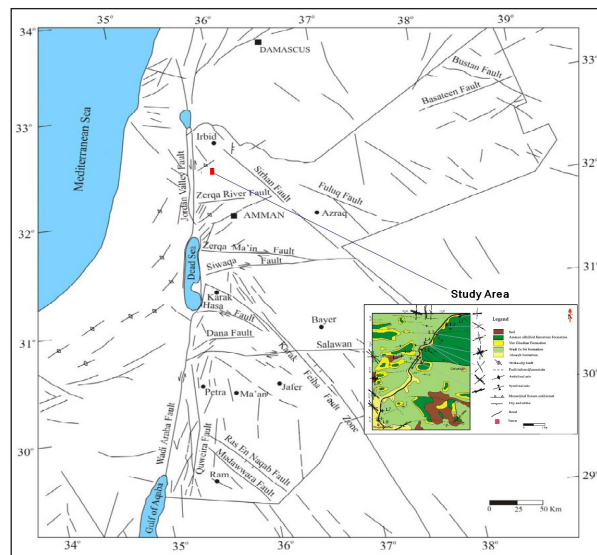 35°
36°
37°
38°
39°
34°
33°
32°
31°
30°
33°
32°
31°
30°
29°
DAMASCUS
Bustan Fault
Basateen Fault
Mediterranean Sea
Irbid
Jordan Valley Fault
Sirhan Fault
Fuluq Fault
Zerqa River Fault
AMMAN
Azraq
Zerqa Ma'in Fault
Siwaqa Fault
Dead Sea
Study Area
Karak
Hasa Fault
Bayer
Dana Fault
Salawan
Karak Feiha Fault Zone
Petra
Ma'an
Jafer
Wadi Araba Fault
Quweira Fault
Ras En Naqab Fault
Mudawwara Fault
Ram
Gulf of Aqaba
Legend
Soil
0 25 50 Km
34°
35°
36°
37°
38°